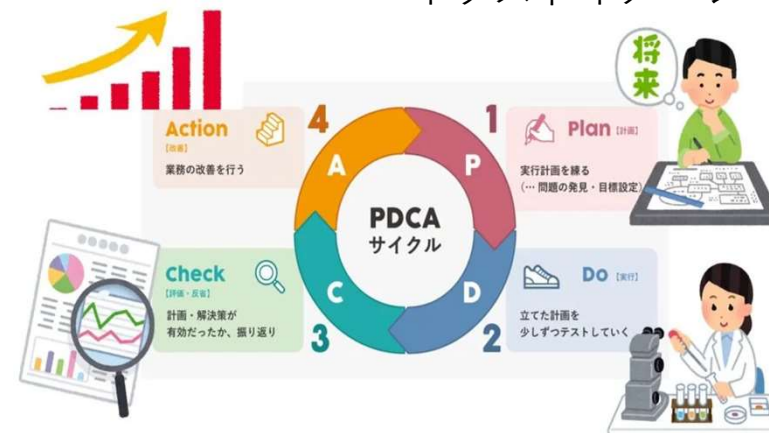 将
来
Action
【改善】
業務の改善を行う
4
1
Plan 【計画】
実行計画を練る
(… 問題の発見・目標設定)
A
P
PDCA
サイクル
C
D
Check
【評価・反省】
計画・解決策が
有効だったか、振り返り
3
2
Do 【実行】
立てた計画を
少しずつテストしていく